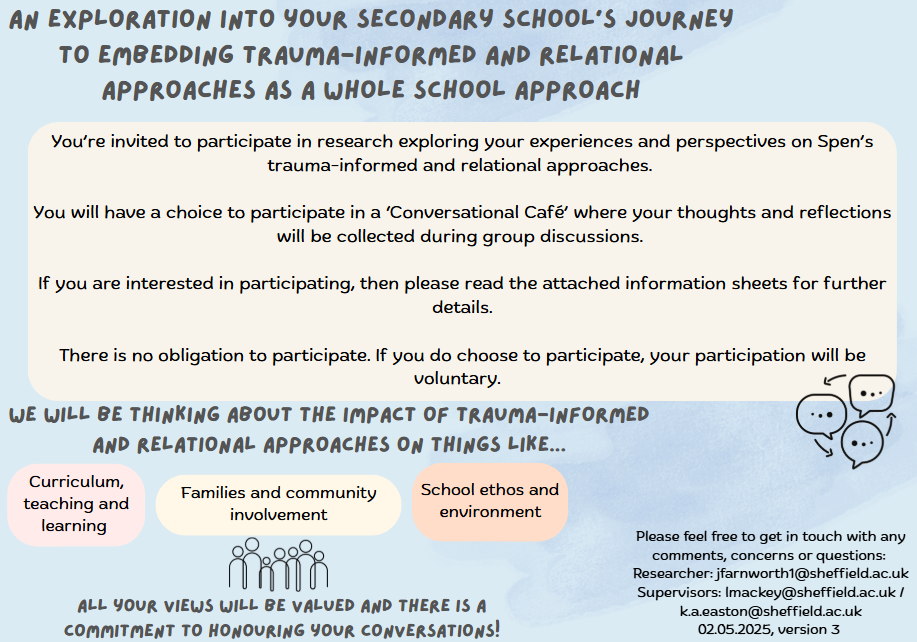 AN EXPLORATION INTO YOUR SECONDARY SCHOOL'S JOURNEY
TO EMBEDDING TRAUMA-INFORMED AND RELATIONAL
APPROACHES AS A WHOLE SCHOOL APPROACH
You're invited to participate in research exploring your experiences and perspectives on Spen's
trauma-informed and relational approaches.
You will have a choice to participate in a 'Conversational Café' where your thoughts and reflections
will be collected during group discussions.
If you are interested in participating, then please read the attached information sheets for further
details.
There is no obligation to participate. If you do choose to participate, your participation will be
voluntary.
WE WILL BE THINKING ABOUT THE IMPACT OF TRAUMA-INFORMED
AND RELATIONAL APPROACHES ON THINGS LIKE...
Curriculum,
teaching and
learning
Families and community
involvement
School ethos and
environment
ALL YOUR VIEWS WILL BE VALUED AND THERE IS A
COMMITMENT TO HONOURING YOUR CONVERSATIONS!
Please feel free to get in touch with any
comments, concerns or questions:
Researcher: jfarnworth1@sheffield.ac.uk
Supervisors: lmackey@sheffield.ac.uk /
k.a.easton@sheffield.ac.uk
02.05.2025, version 3